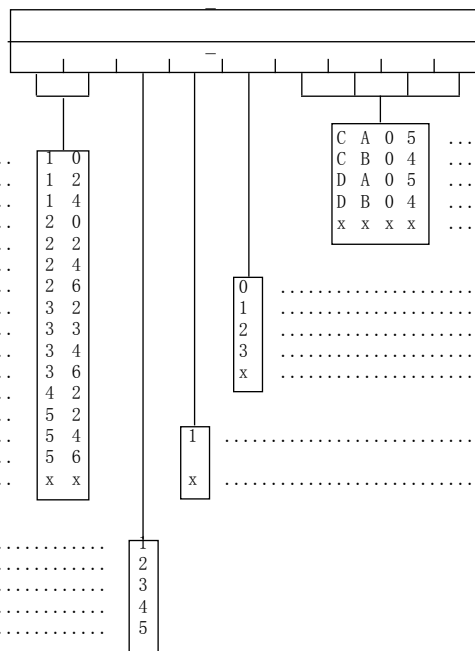 –
–
C A 0 5 ...
C B 0 4 ...
D A 0 5 ...
D B 0 4 ...
x x x x ...
.. 1 0
.. 1 2
.. 1 4
.. 2 0
.. 2 2
.. 2 4
.. 2 6
.. 3 2
.. 3 3
.. 3 4
.. 3 6
.. 4 2
.. 5 2
.. 5 4
.. 5 6
.. x x
0 .....................
1 .....................
2 .....................
3 .....................
x .....................
1 ...........................
x ...........................
............ 1
............ 2
............ 3
............ 4
............ 5